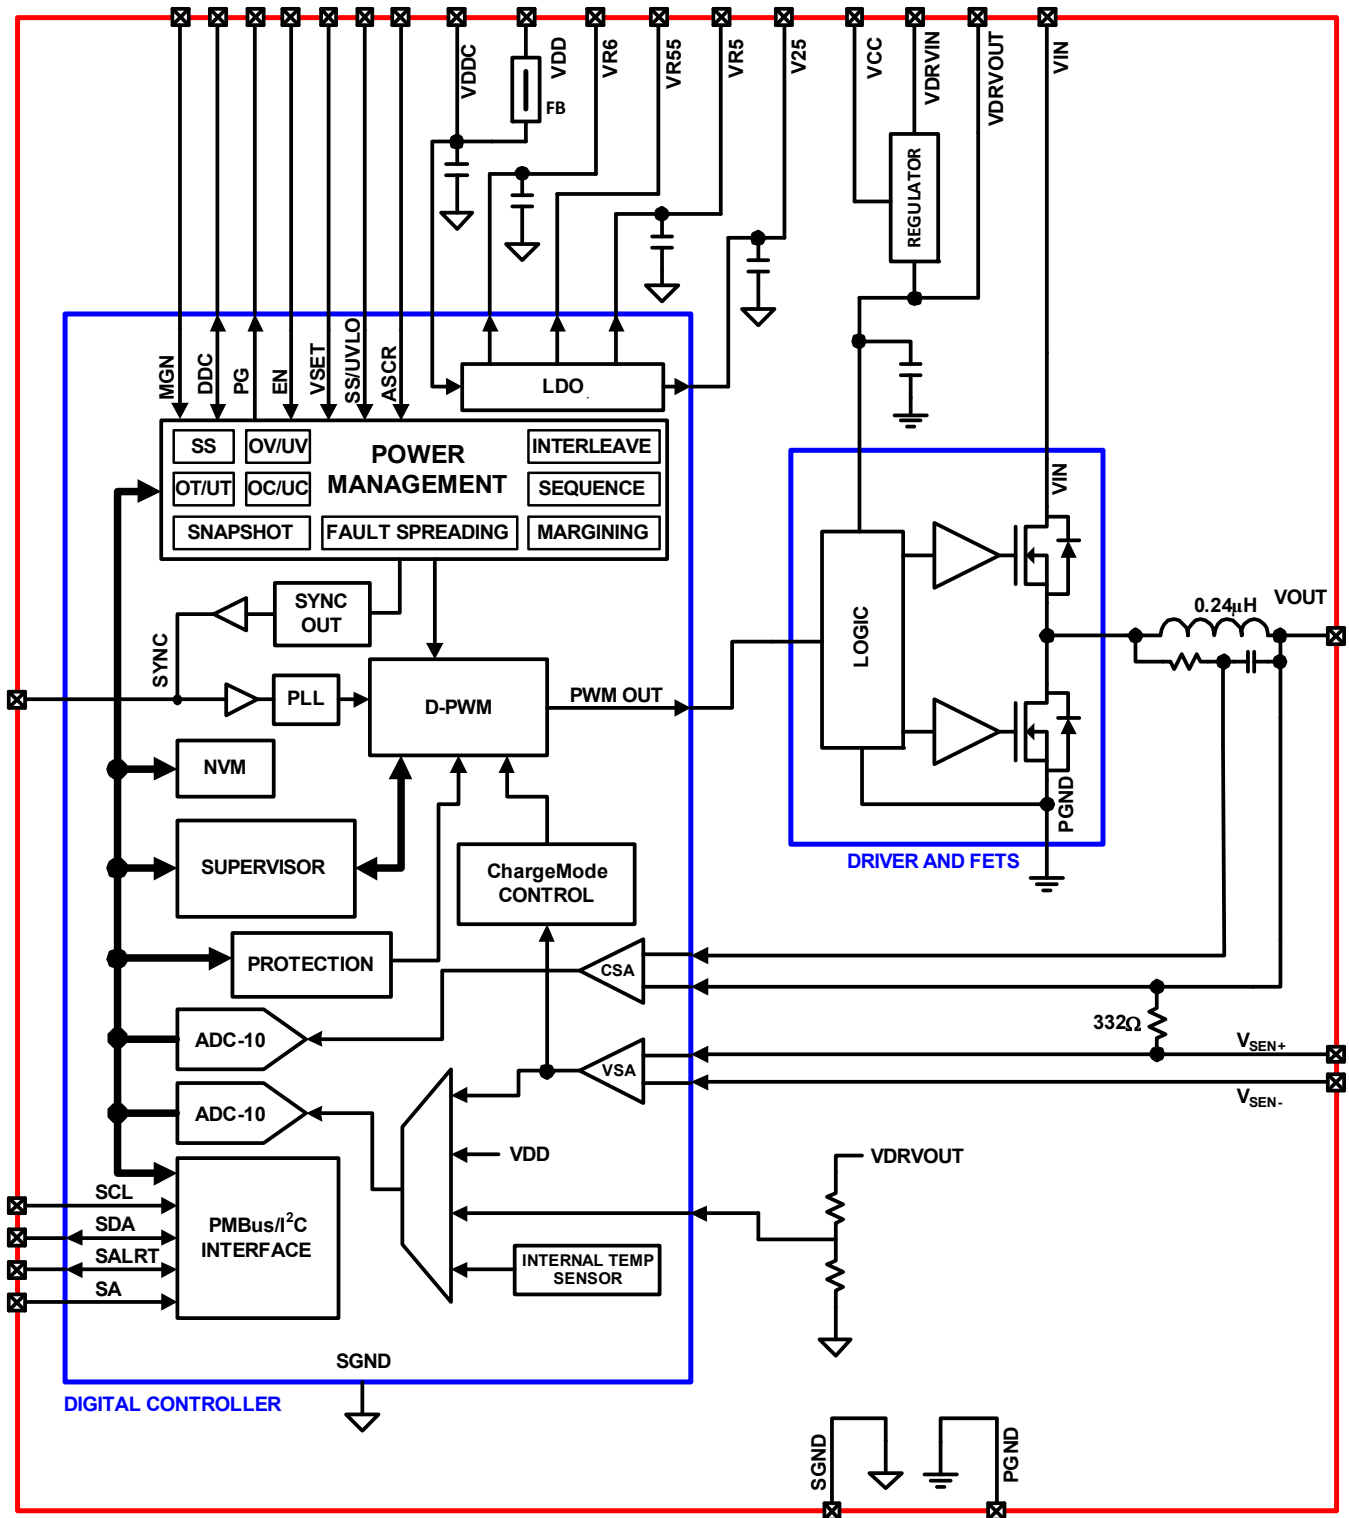 VDDC
VDD
FB
VR6
VR55
VR5
V25
VCC
VDRVIN
VDRVOUT
VIN
REGULATOR
MGN
DDC
PG
EN
VSET
SS/UVLO
ASCR
LDO
SS
OV/UV
POWER
MANAGEMENT
INTERLEAVE
OT/UT
OC/UC
SEQUENCE
SNAPSHOT
FAULT SPREADING
MARGINING
VIN
SYNC
OUT
SYNC
PLL
D-PWM
PWM OUT
LOGIC
0.24µH
VOUT
NVM
PGND
DRIVER AND FETS
SUPERVISOR
ChargeMode
CONTROL
PROTECTION
CSA
332Ω
ADC-10
VSA
VSEN+
VSEN-
ADC-10
VDD
VDRVOUT
SCL
SDA
SALRT
SA
PMBus/I²C
INTERFACE
INTERNAL TEMP
SENSOR
SGND
DIGITAL CONTROLLER
SGND
PGND